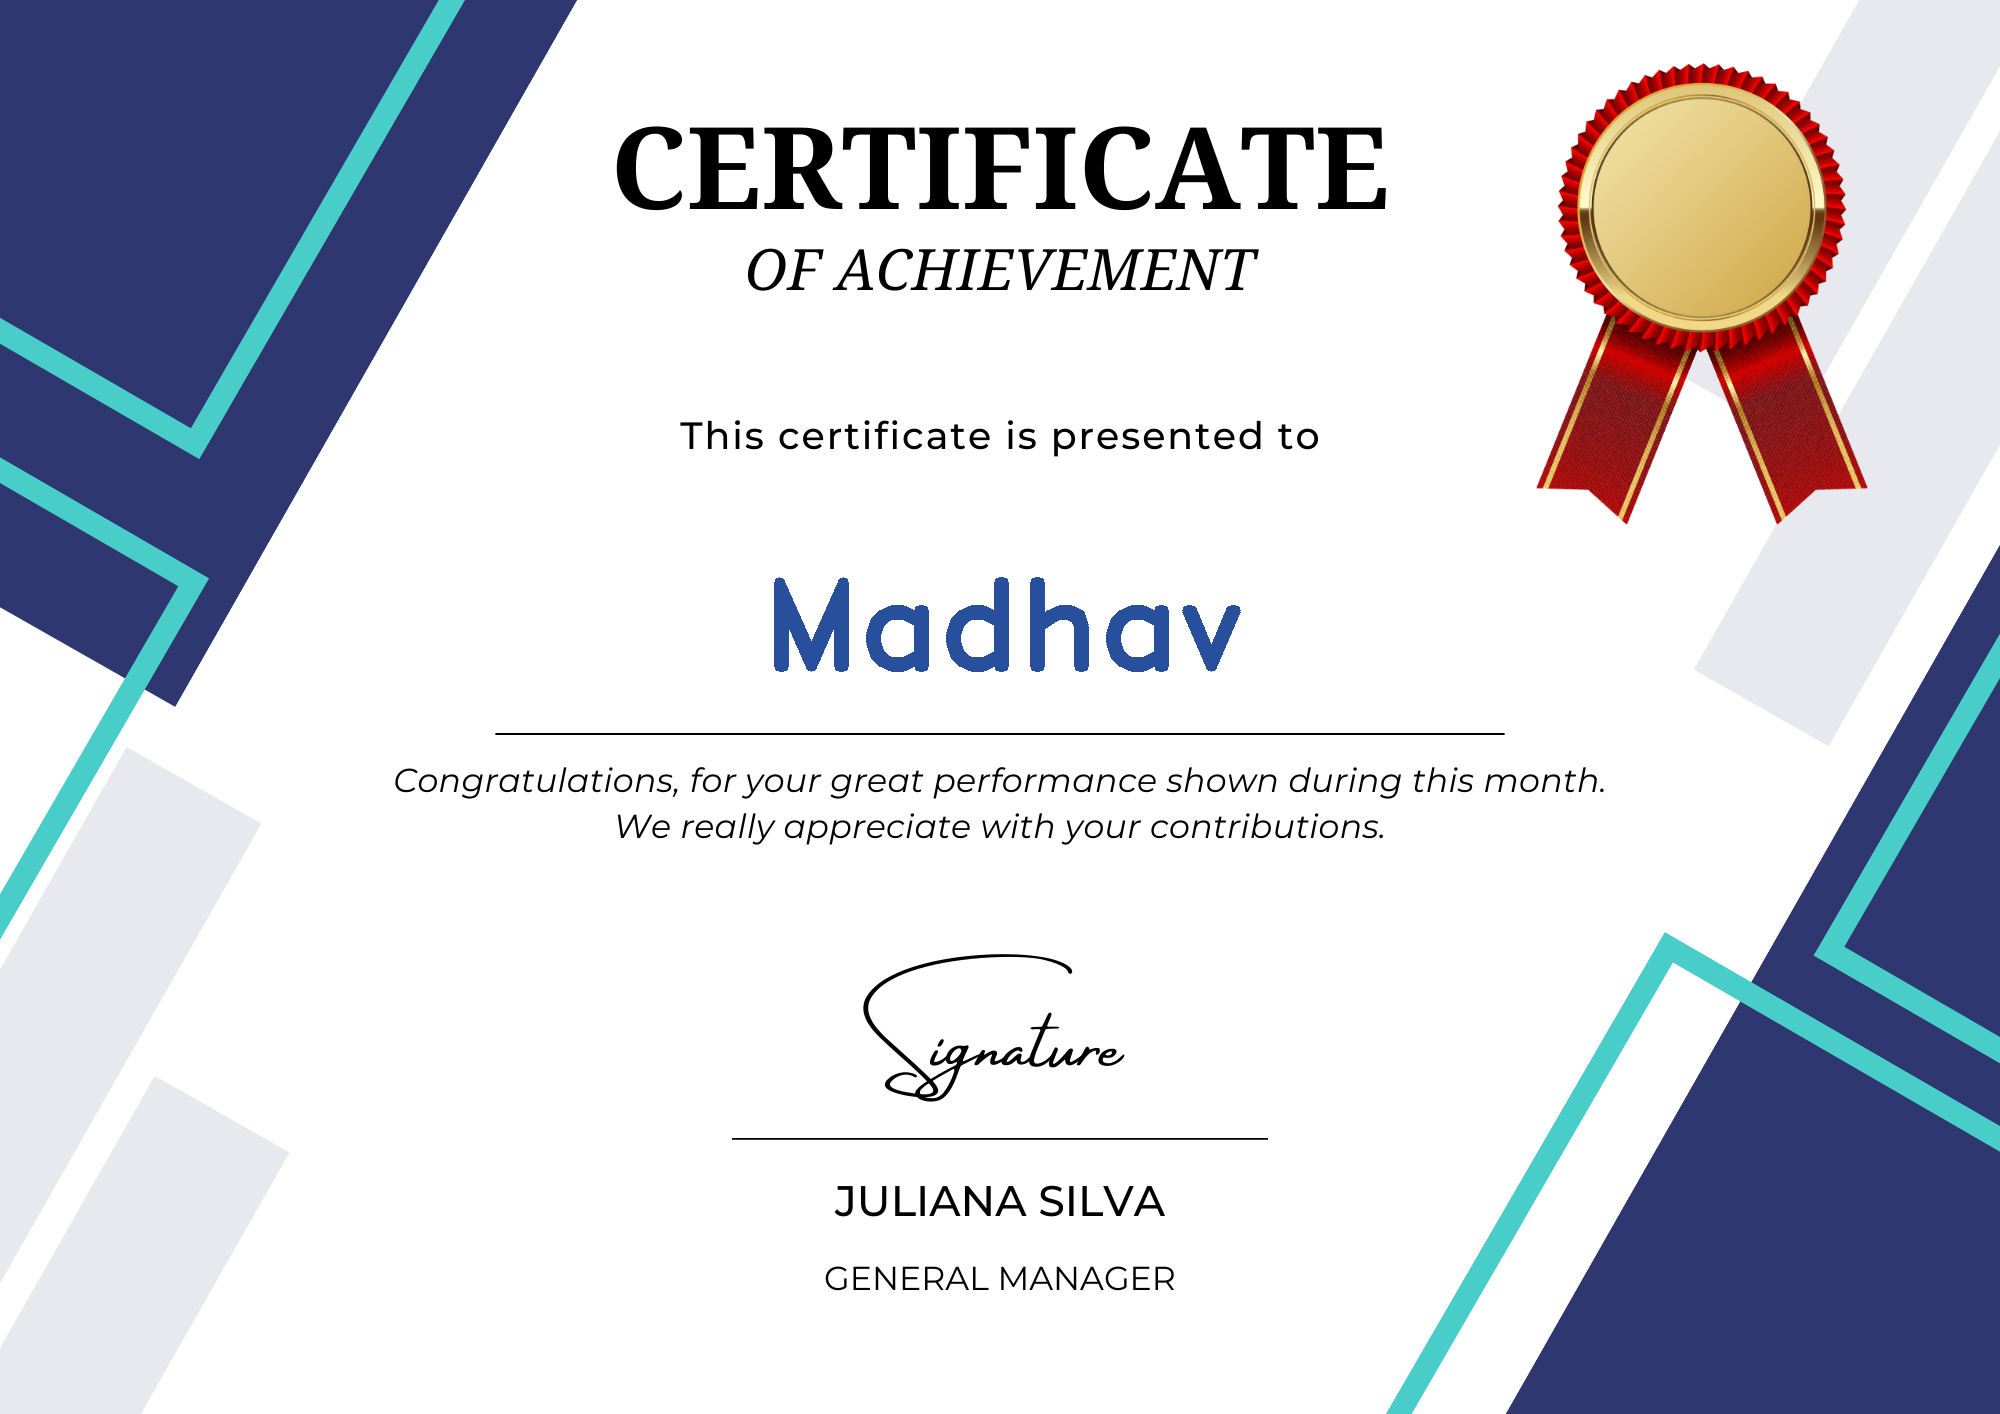 CERTIFICATE
OF ACHIEVEMENT
This certificate is presented to
Madhav
Congratulations, for your great performance shown during this month.
We really appreciate with your contributions.
Signature
JULIANA SILVA
GENERAL MANAGER